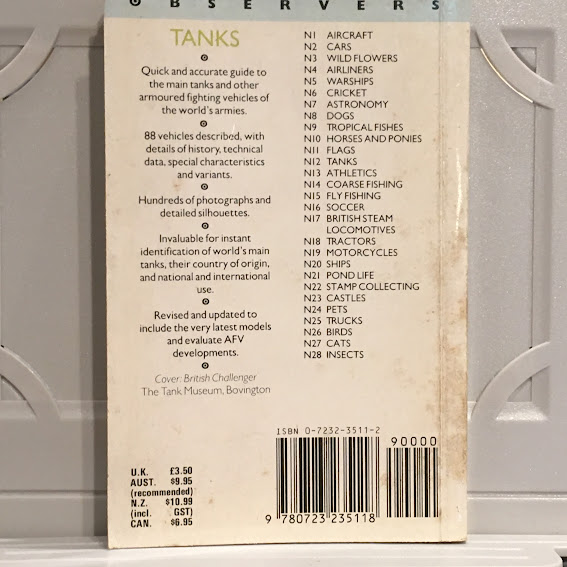 OBSERVERS
TANKS
Quick and accurate guide to
the main tanks and other
armoured fighting vehicles of
the world's armies.
88 vehicles described, with
details of history, technical
data, special characteristics
and variants.
Hundreds of photographs and
detailed silhouettes.
Invaluable for instant
identification of world's main
tanks, their country of origin,
and national and international
use.
Revised and updated to
include the very latest models
and evaluate AFV
developments.
Cover: British Challenger
The Tank Museum, Bovington
N1 AIRCRAFT
N2 CARS
N3 WILD FLOWERS
N4 AIRLINERS
N5 WARSHIPS
N6 CRICKET
N7 ASTRONOMY
N8 DOGS
N9 TROPICAL FISHES
N10 HORSES AND PONIES
N11 FLAGS
N12 TANKS
N13 ATHLETICS
N14 COARSE FISHING
N15 FLY FISHING
N16 SOCCER
N17 BRITISH STEAM
LOCOMOTIVES
N18 TRACTORS
N19 MOTORCYCLES
N20 SHIPS
N21 POND LIFE
N22 STAMP COLLECTING
N23 CASTLES
N24 PETS
N25 TRUCKS
N26 BIRDS
N27 CATS
N28 INSECTS
U.K. £3.50
AUST. $9.95
(recommended)
N.Z. $10.99
(incl. GST)
CAN. $6.95
ISBN 0-7232-3511-2
90000
9 780723 235118